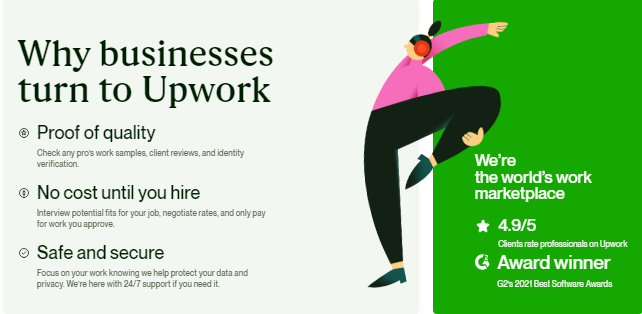 Why businesses
turn to Upwork
Proof of quality
Check any pro's work samples, client reviews, and identity
verification.
No cost until you hire
Interview potential fits for your job, negotiate rates, and only pay
for work you approve.
Safe and secure
Focus on your work knowing we help protect your data and
privacy. We're here with 24/7 support if you need it.
We're
the world's work
marketplace
4.9/5
Clients rate professionals on Upwork
Award winner
G2's 2021 Best Software Awards